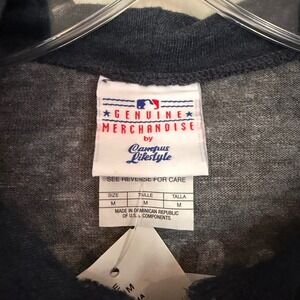 ★ GENUINE ★
MERCHANDISE
by
Campus
Lifestyle
SEE REVERSE FOR CARE
SIZE TAILLE TALLA
M M M
MADE IN DOMINICAN REPUBLIC
OF U.S. COMPONENTS
M